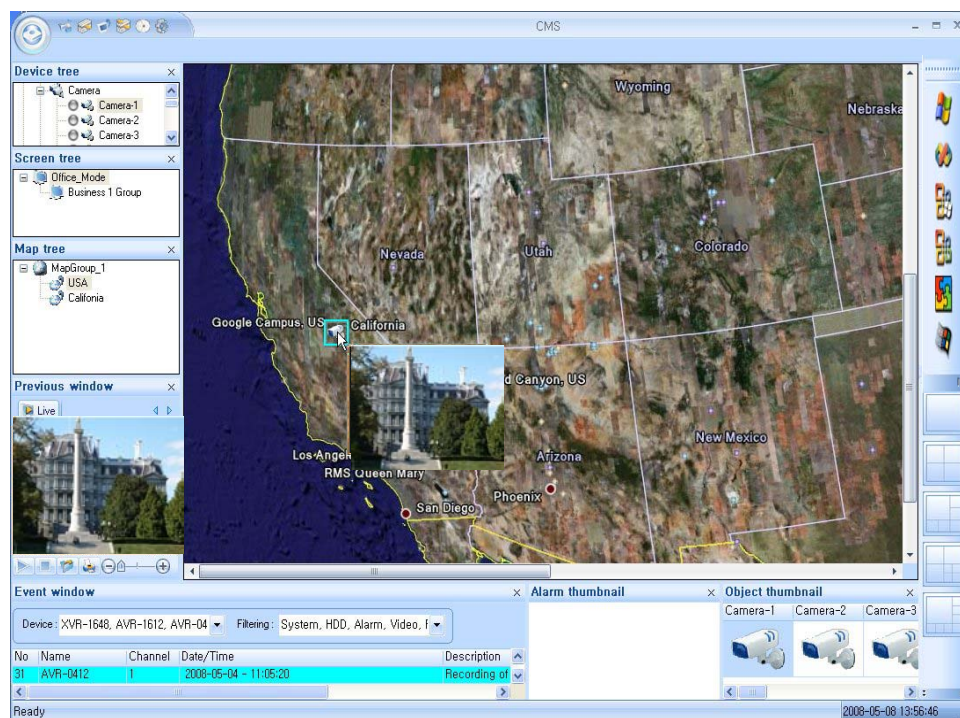 CMS
Device tree
Camera
Camera-1
Camera-2
Camera-3
Screen tree
Office_Mode
Business 1 Group
Map tree
MapGroup_1
USA
Califonia
Previous window
Live
Wyoming
Nebraska
Nevada
Utah
Colorado
Google Campus, US
California
d Canyon, US
New Mexico
Los Angel
Arizona
RMS Queen Mary
Phoenix
San Diego
Event window
Device : XVR-1648, AVR-1612, AVR-04
Filtering : System, HDD, Alarm, Video, F
No Name Channel Date/Time Description
31 AVR-0412 1 2008-05-04 - 11:05:20 Recording of
Alarm thumbnail
Object thumbnail
Camera-1 Camera-2 Camera-3
Ready
2008-05-08 13:56:46